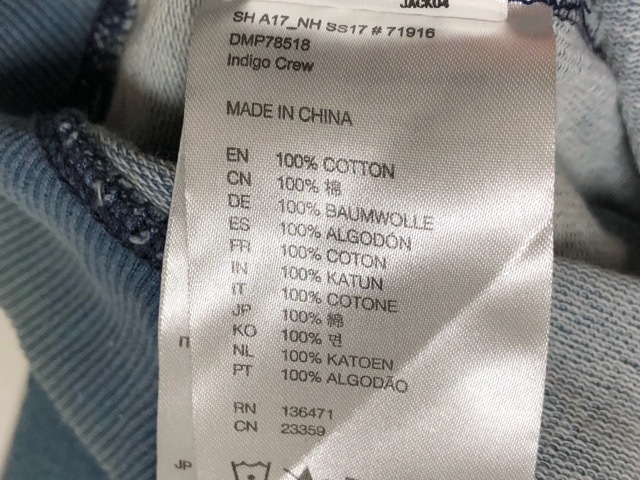 JACK04
SH A17_NH SS17 # 71916
DMP78518
Indigo Crew
MADE IN CHINA
EN 100% COTTON
CN 100% 棉
DE 100% BAUMWOLLE
ES 100% ALGODÓN
FR 100% COTON
IN 100% KATUN
IT 100% COTONE
JP 100% 綿
KO 100% 면
NL 100% KATOEN
PT 100% ALGODÃO
RN 136471
CN 23359
JP